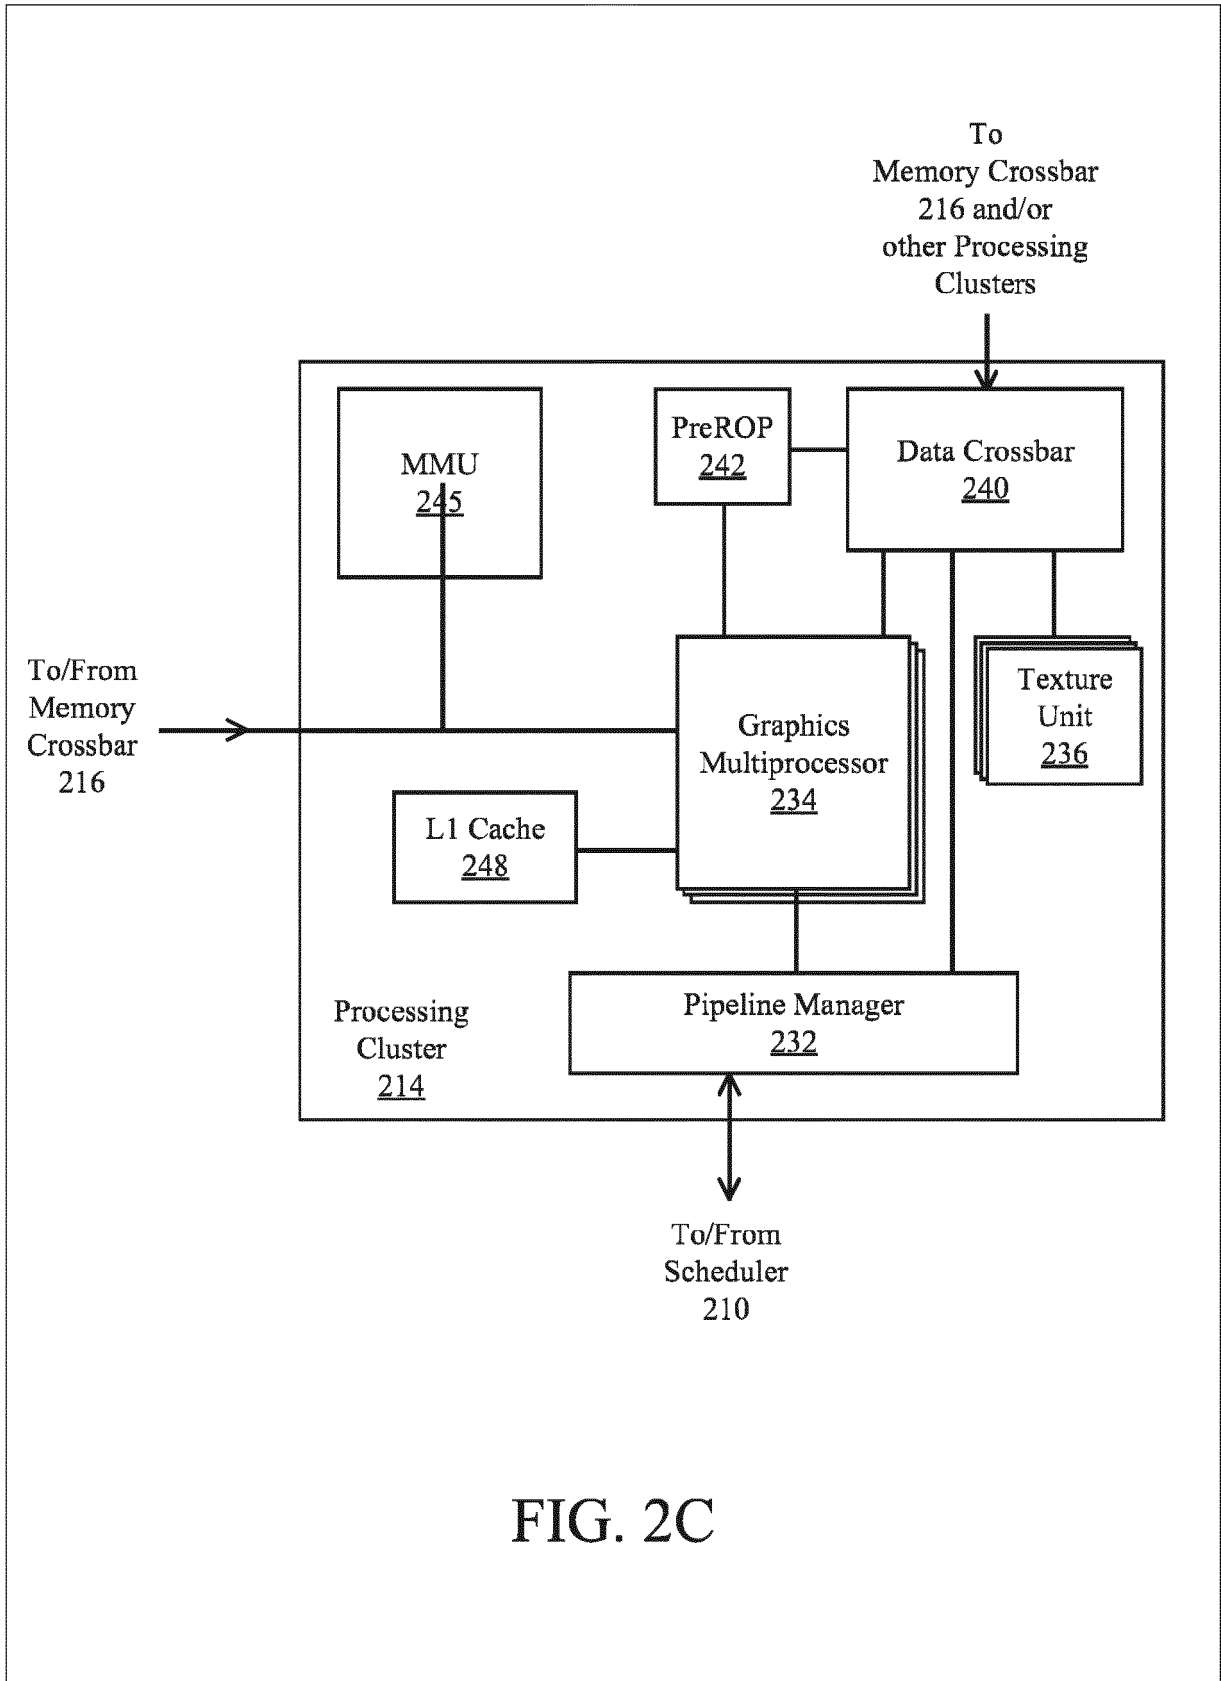 To
Memory Crossbar
216 and/or
other Processing
Clusters
MMU
245
PreROP
242
Data Crossbar
240
To/From
Memory
Crossbar
216
Graphics
Multiprocessor
234
Texture
Unit
236
L1 Cache
248
Pipeline Manager
232
Processing
Cluster
214
To/From
Scheduler
210
FIG. 2C